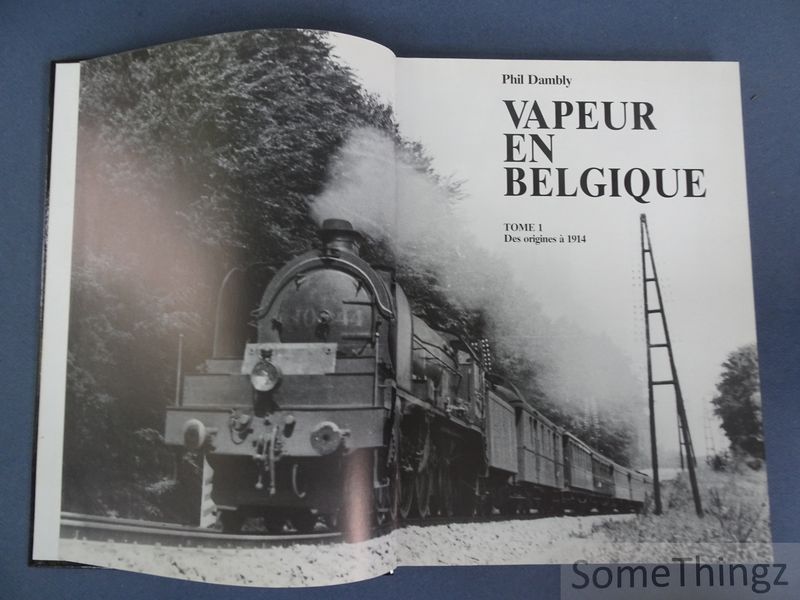 Phil Dambly
VAPEUR
EN
BELGIQUE
TOME 1
Des origines à 1914
SomeThingz